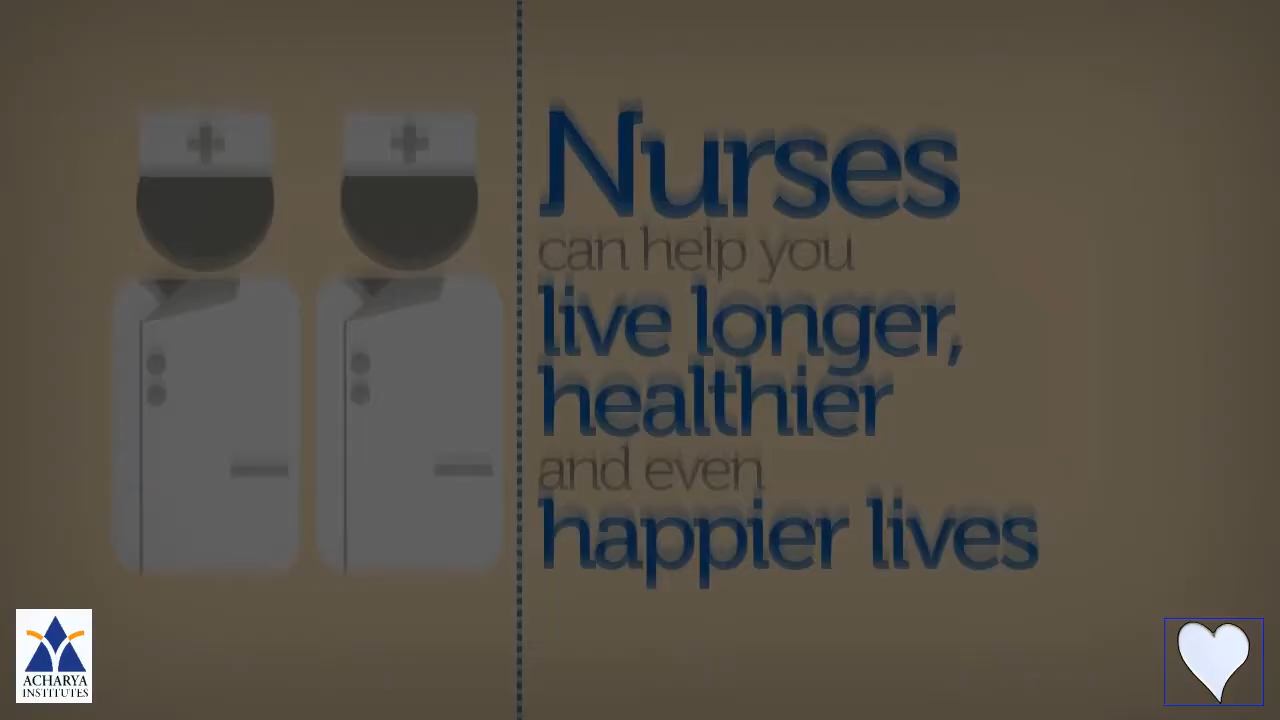 Nurses
can help you
live longer,
healthier
and even
happier lives
ACHARYA
INSTITUTES